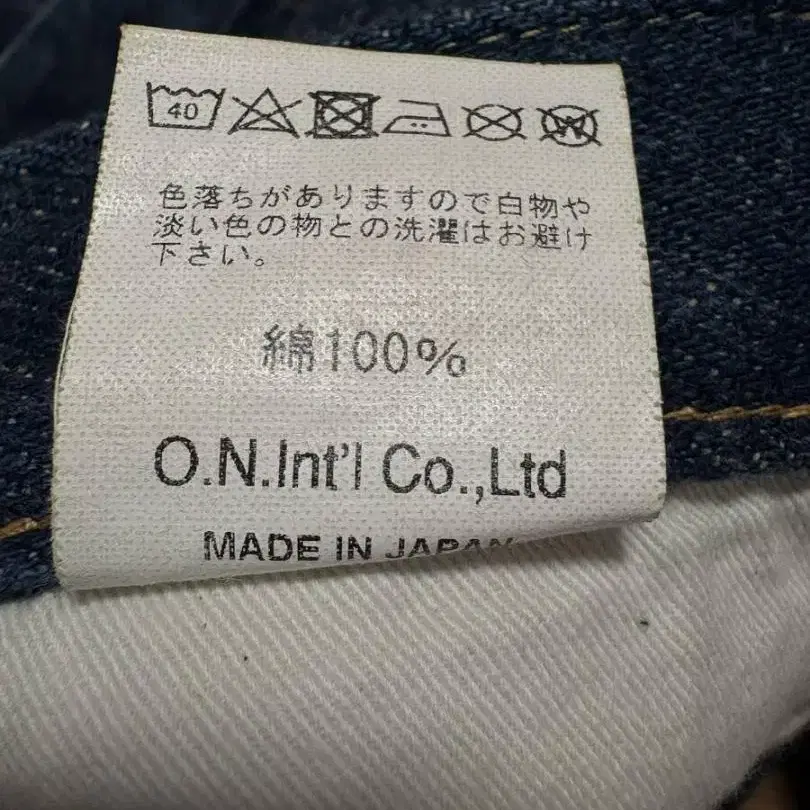 40
色落ちがありますので白物や
淡い色の物との洗濯はお避け
下さい。
綿100%
O.N.Int'l Co.,Ltd
MADE IN JAPAN